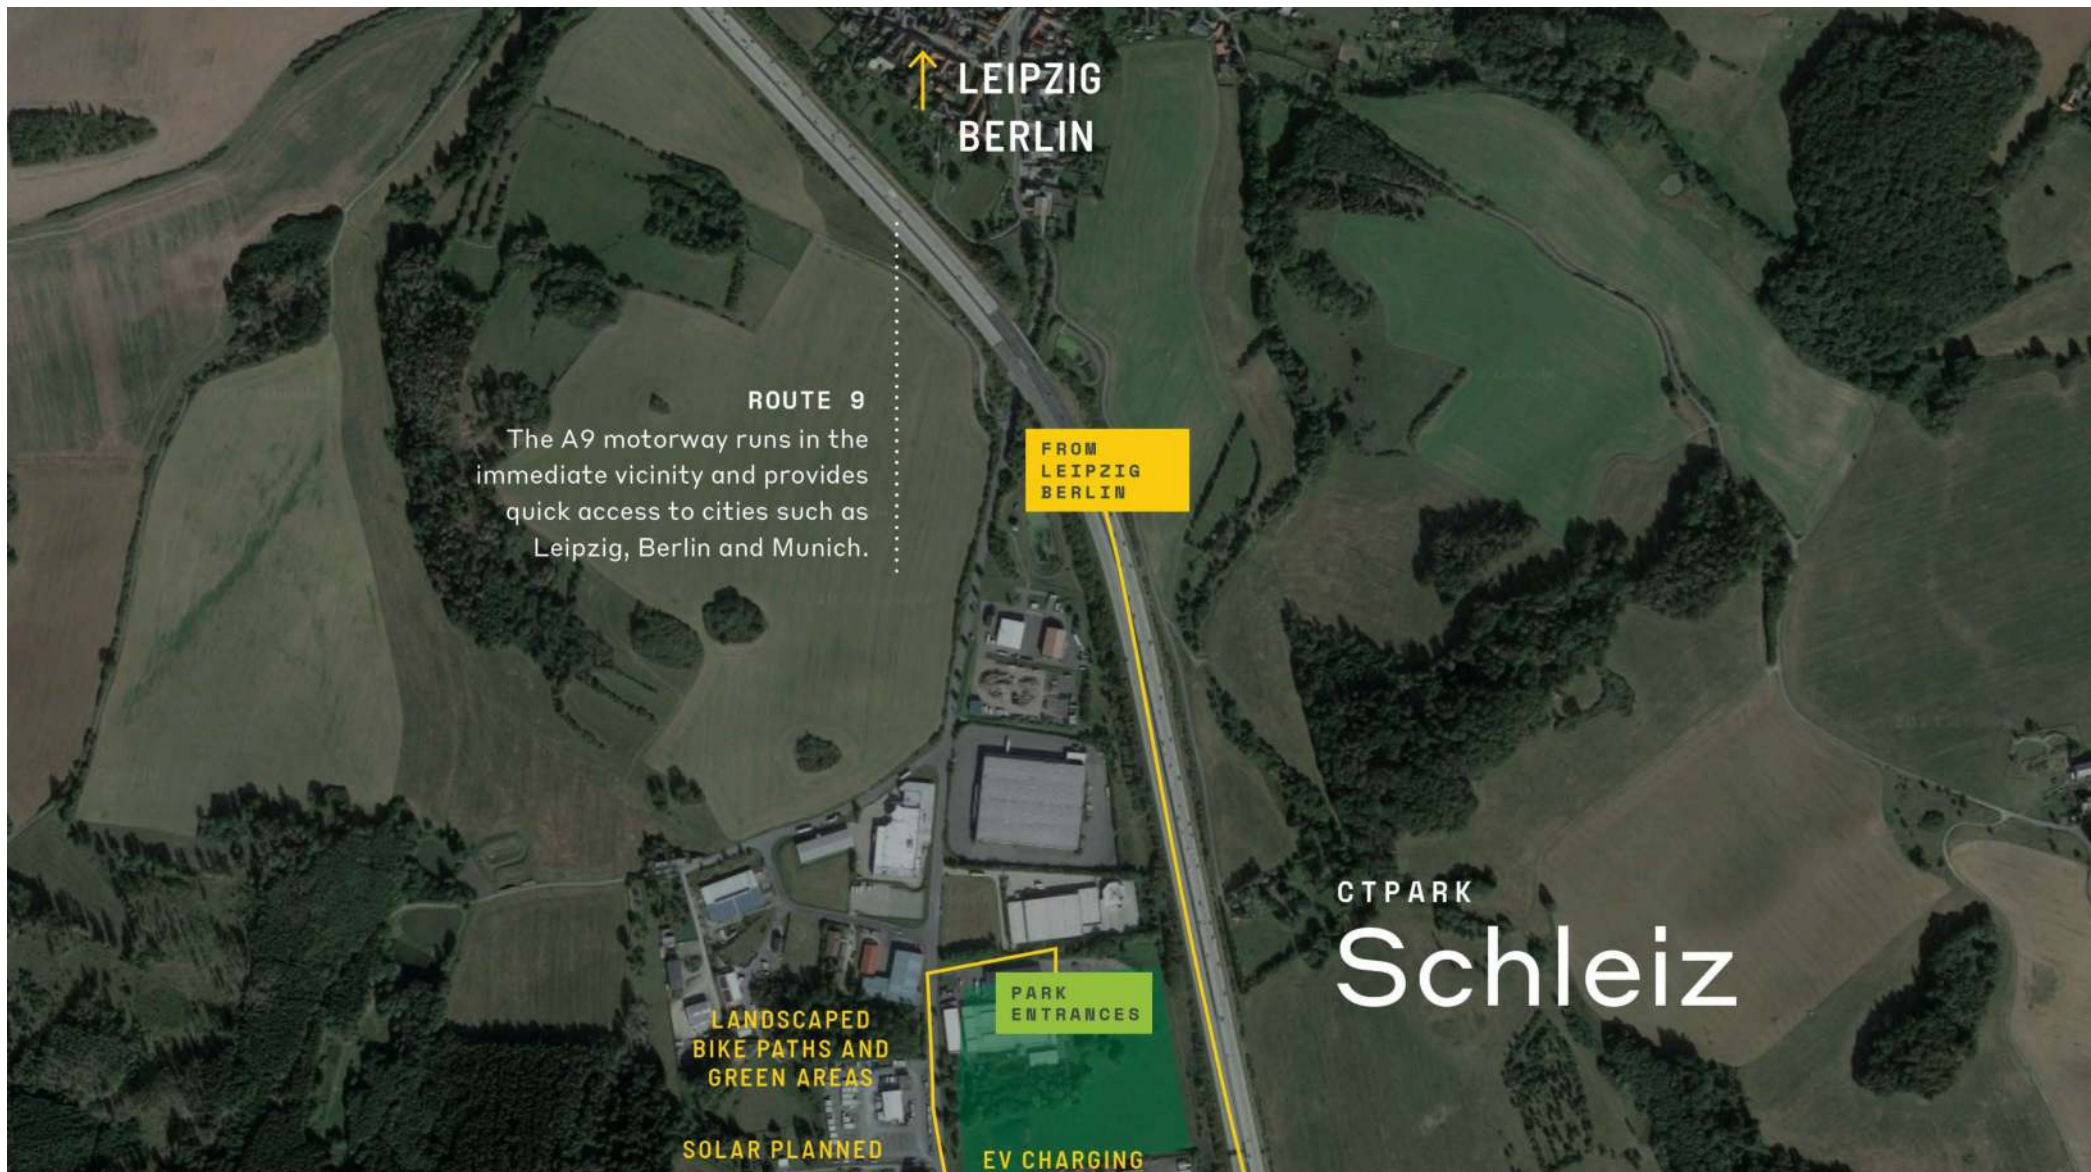 LEIPZIG
BERLIN
ROUTE 9
The A9 motorway runs in the
immediate vicinity and provides
quick access to cities such as
Leipzig, Berlin and Munich.
FROM
LEIPZIG
BERLIN
CTPARK
Schleiz
PARK
ENTRANCES
LANDSCAPED
BIKE PATHS AND
GREEN AREAS
SOLAR PLANNED
EV CHARGING